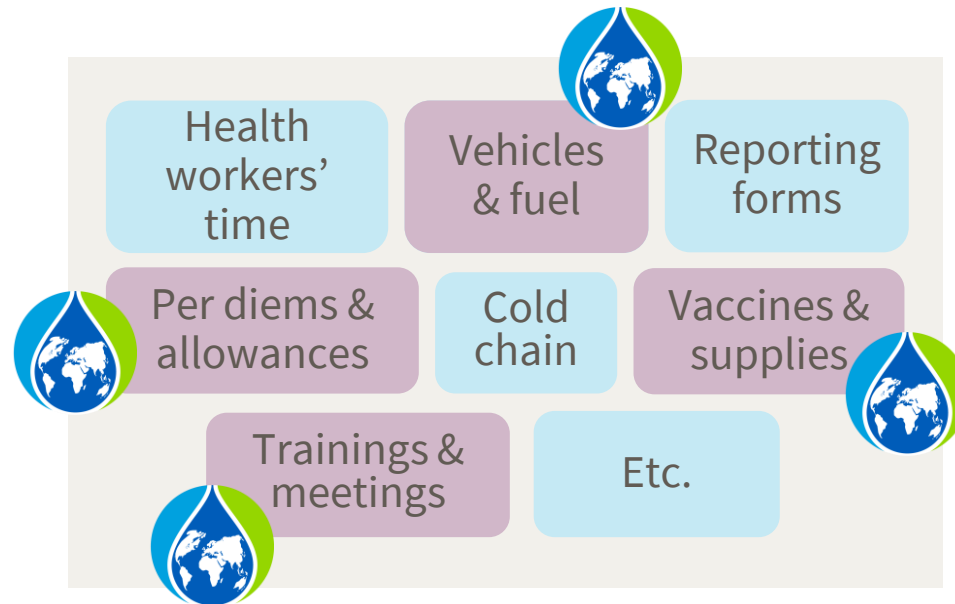 Health
workers’
time
Vehicles
& fuel
Reporting
forms
Per diems &
allowances
Cold
chain
Vaccines &
supplies
Trainings &
meetings
Etc.